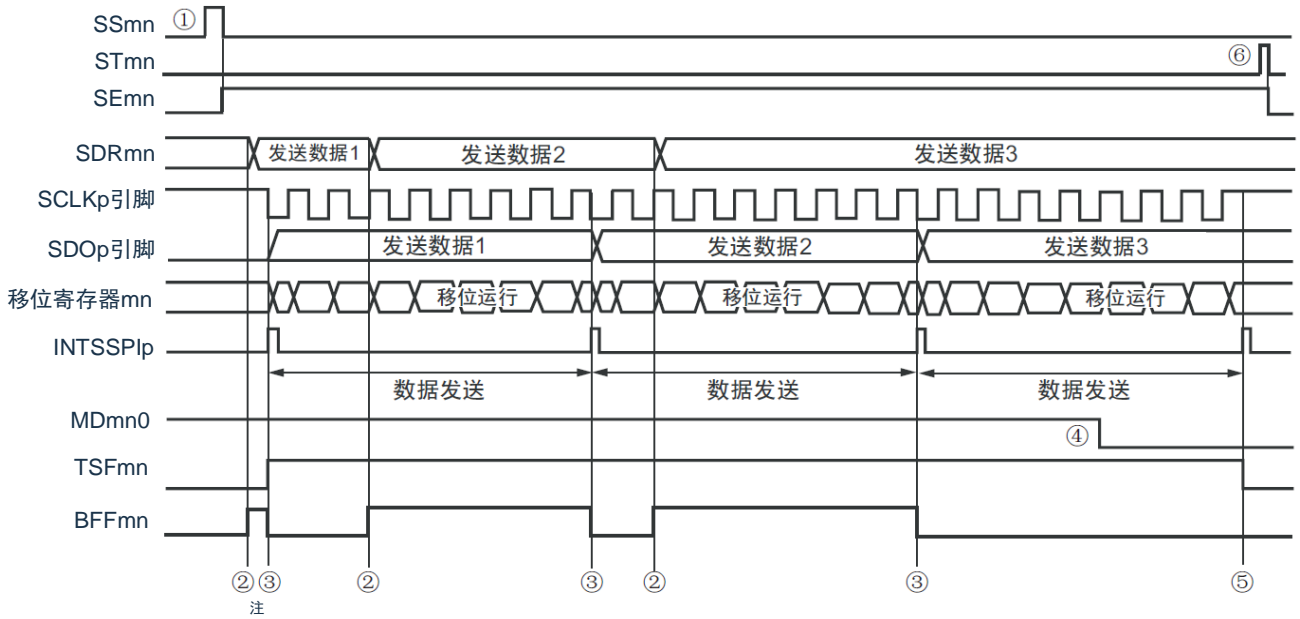 SSmn ①
STmn ⑥
SEmn
SDRmn 发送数据1 发送数据2 发送数据3
SCLKp引脚
SDOp引脚 发送数据1 发送数据2 发送数据3
移位寄存器mn 移位运行 移位运行 移位运行
INTSSPIp
数据发送 数据发送 数据发送
MDmn0 ④
TSFmn
BFFmn
②③ ② ③ ② ③ ⑤
注